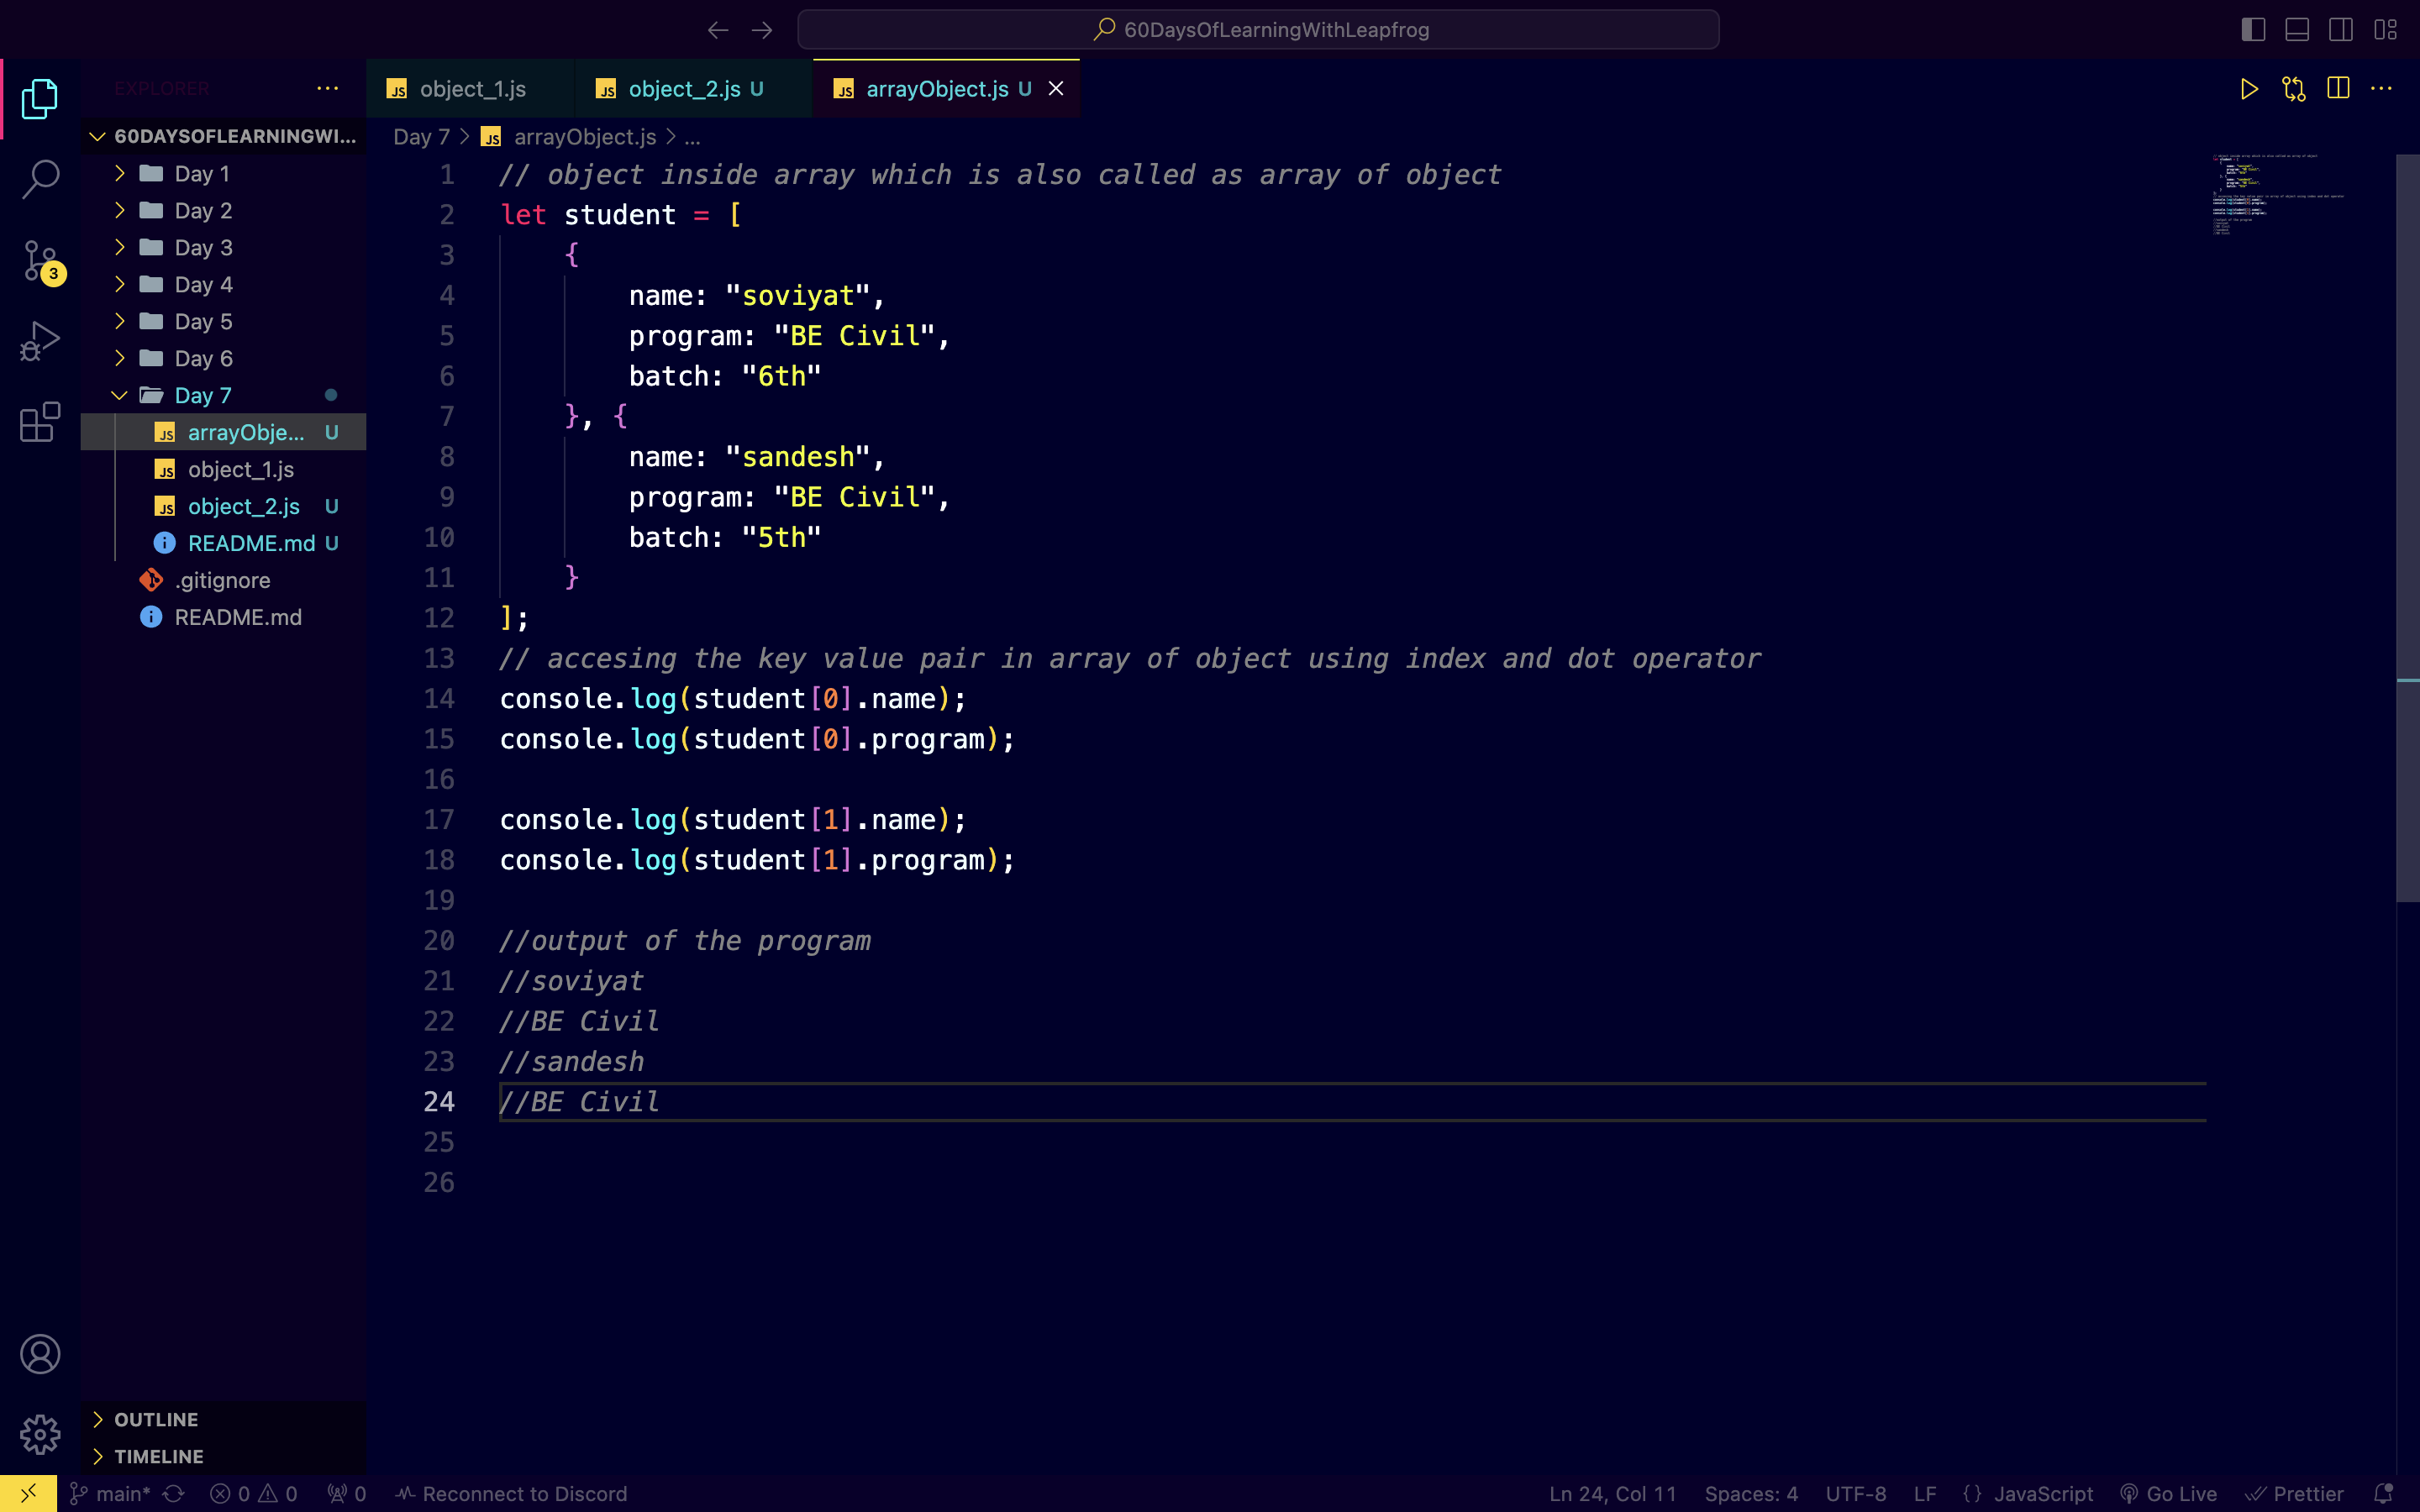 60DaysOfLearningWithLeapfrog
EXPLORER
object_1.js
object_2.js U
arrayObject.js U
60DAYSOFLEARNINGWI...
Day 7 > JS arrayObject.js > ...
Day 1
Day 2
Day 3
Day 4
Day 5
Day 6
Day 7
arrayObje... U
object_1.js
object_2.js U
README.md U
.gitignore
README.md
3
1 // object inside array which is also called as array of object
2 let student = [
3     {
4         name: "soviyat",
5         program: "BE Civil",
6         batch: "6th"
7     }, {
8         name: "sandesh",
9         program: "BE Civil",
10         batch: "5th"
11     }
12 ];
13 // accesing the key value pair in array of object using index and dot operator
14 console.log(student[0].name);
15 console.log(student[0].program);
16
17 console.log(student[1].name);
18 console.log(student[1].program);
19
20 //output of the program
21 //soviyat
22 //BE Civil
23 //sandesh
24 //BE Civil
25
26
OUTLINE
TIMELINE
main* 0 0 0 Reconnect to Discord Ln 24, Col 11 Spaces: 4 UTF-8 LF {} JavaScript Go Live Prettier